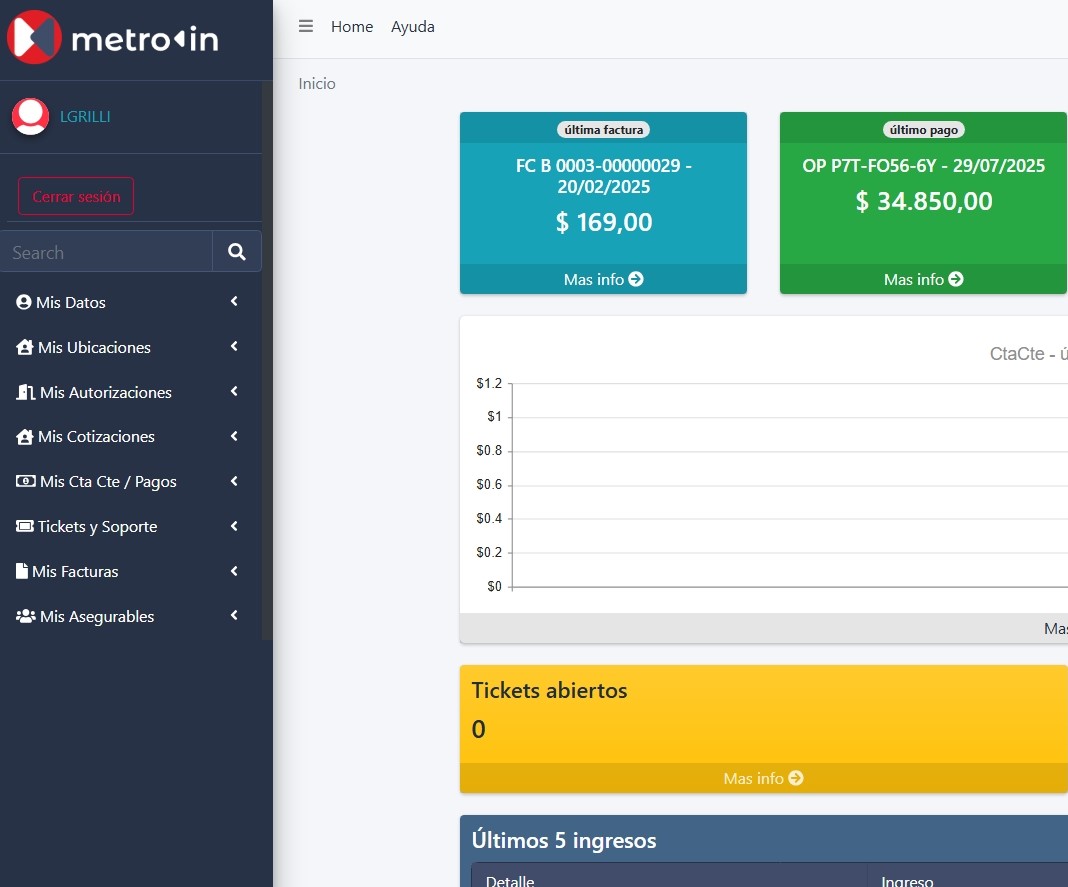 metro in
Home Ayuda
LGRILLI
Inicio
Cerrar sesión
Search
Mis Datos
Mis Ubicaciones
Mis Autorizaciones
Mis Cotizaciones
Mis Cta Cte / Pagos
Tickets y Soporte
Mis Facturas
Mis Asegurables
última factura
FC B 0003-00000029 -
20/02/2025
$ 169,00
Mas info
último pago
OP P7T-FO56-6Y - 29/07/2025
$ 34.850,00
Mas info
CtaCte - ú
$1.2
$1
$0.8
$0.6
$0.4
$0.2
$0
Mas
Tickets abiertos
0
Mas info
Últimos 5 ingresos
Detalle Ingreso